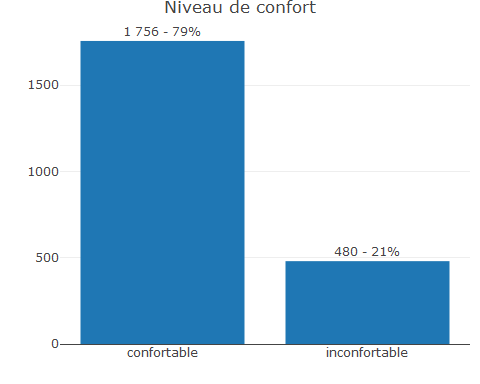 Niveau de confort
1 756 - 79%
480 - 21%
1500
1000
500
0
confortable
inconfortable